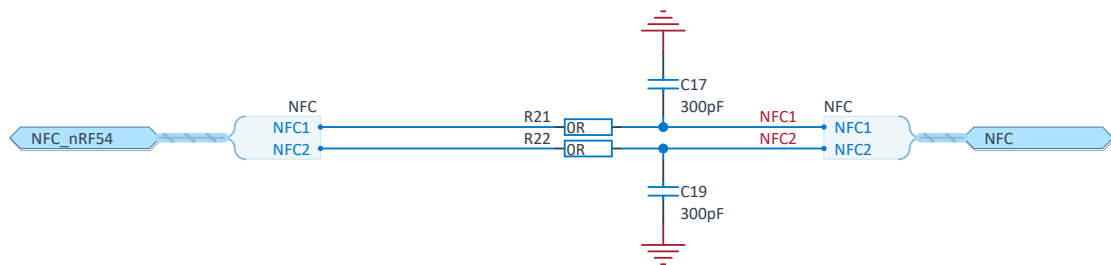 C17
300pF
NFC
R21
NFC1
NFC
NFC1
0R
NFC1
NFC_nRF54
R22
NFC2
NFC
NFC2
0R
NFC2
C19
300pF